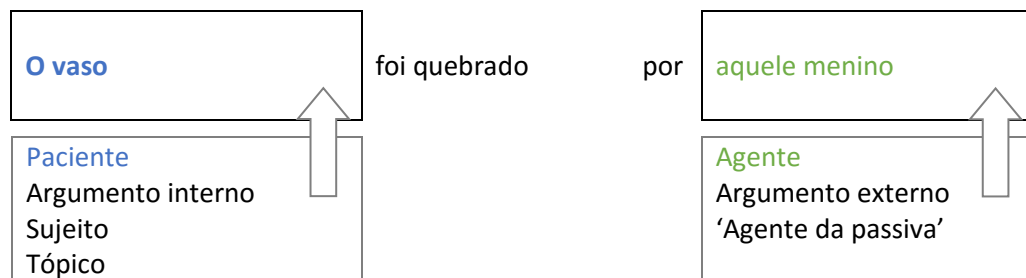 O vaso foi quebrado por aquele menino
Paciente
Argumento interno
Sujeito
Tópico
Agente
Argumento externo
‘Agente da passiva’